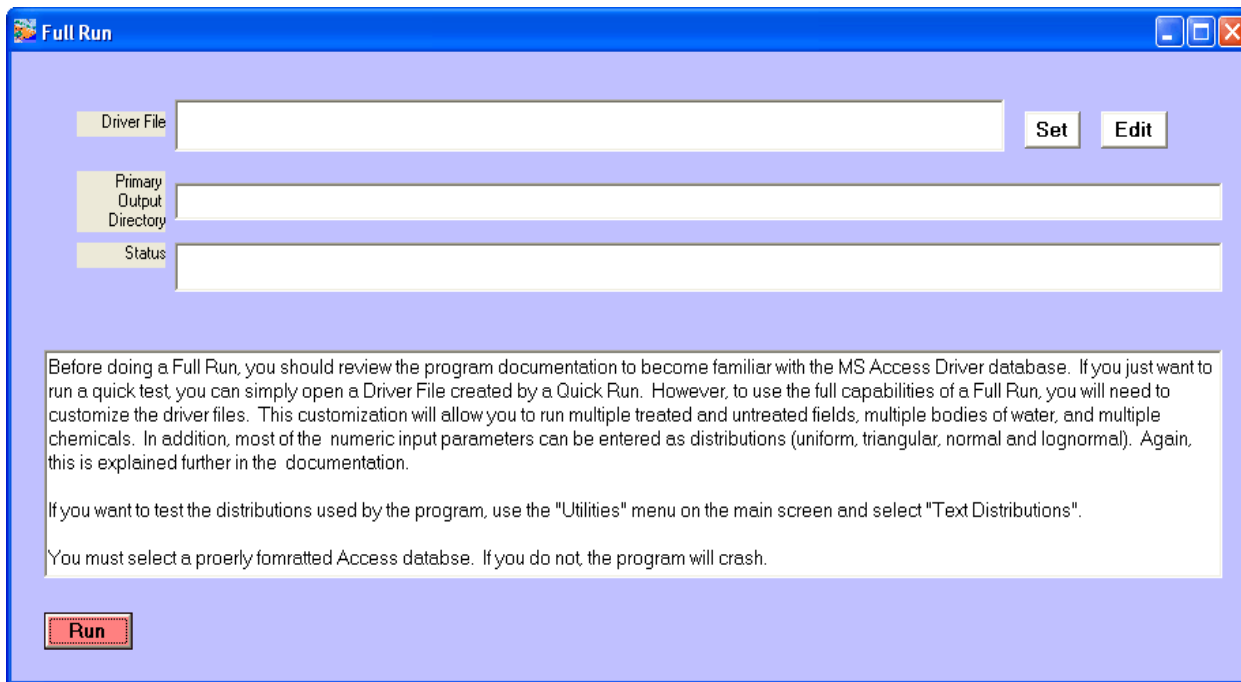 Full Run
Driver File
Set
Edit
Primary
Output
Directory
Status
Before doing a Full Run, you should review the program documentation to become familiar with the MS Access Driver database.  If you just want to
run a quick test, you can simply open a Driver File created by a Quick Run.  However, to use the full capabilities of a Full Run, you will need to
customize the driver files.  This customization will allow you to run multiple treated and untreated fields, multiple bodies of water, and multiple
chemicals.  In addition, most of the  numeric input parameters can be entered as distributions (uniform, triangular, normal and lognormal).  Again,
this is explained further in the  documentation.
If you want to test the distributions used by the program, use the "Utilities" menu on the main screen and select "Text Distributions".
You must select a proerly fomratted Access databse.  If you do not, the program will crash.
Run